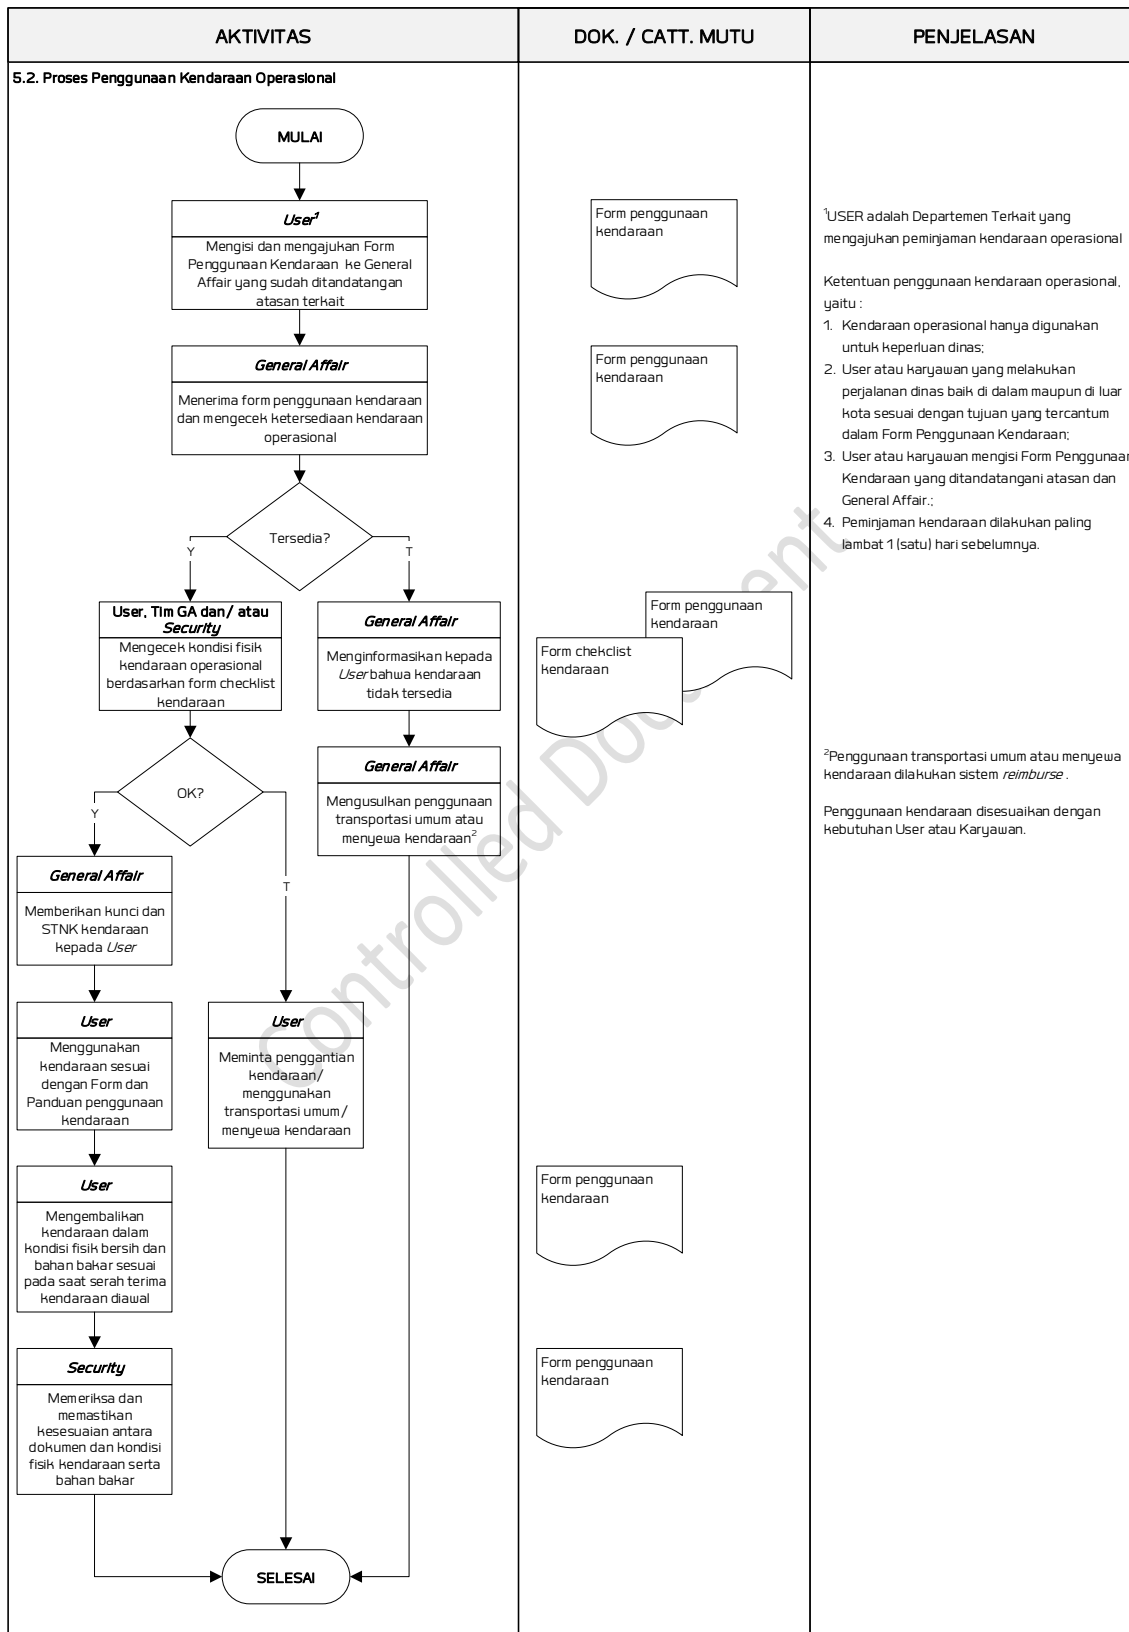 AKTIVITAS
DOK. / CATT. MUTU
PENJELASAN
5.2. Proses Penggunaan Kendaraan Operasional
MULAI
User¹
Mengisi dan mengajukan Form
Penggunaan Kendaraan ke General
Affair yang sudah ditandatangan
atasan terkait
Form penggunaan
kendaraan
¹USER adalah Departemen Terkait yang
mengajukan peminjaman kendaraan operasional
Ketentuan penggunaan kendaraan operasional,
yaitu :
1. Kendaraan operasional hanya digunakan
untuk keperluan dinas;
2. User atau karyawan yang melakukan
perjalanan dinas baik di dalam maupun di luar
kota sesuai dengan tujuan yang tercantum
dalam Form Penggunaan Kendaraan;
3. User atau karyawan mengisi Form Penggunaan
Kendaraan yang ditandatangani atasan dan
General Affair.;
4. Peminjaman kendaraan dilakukan paling
lambat 1 (satu) hari sebelumnya.
General Affair
Menerima form penggunaan kendaraan
dan mengecek ketersediaan kendaraan
operasional
Form penggunaan
kendaraan
Tersedia?
Y
T
User, Tim GA dan/ atau
Security
Mengecek kondisi fisik
kendaraan operasional
berdasarkan form checklist
kendaraan
General Affair
Menginformasikan kepada
User bahwa kendaraan
tidak tersedia
Form penggunaan
kendaraan
Form chekclist
kendaraan
General Affair
Mengusulkan penggunaan
transportasi umum atau
menyewa kendaraan²
²Penggunaan transportasi umum atau menyewa
kendaraan dilakukan sistem reimburse .
Penggunaan kendaraan disesuaikan dengan
kebutuhan User atau Karyawan.
OK?
Y
T
General Affair
Memberikan kunci dan
STNK kendaraan
kepada User
User
Menggunakan
kendaraan sesuai
dengan Form dan
Panduan penggunaan
kendaraan
User
Meminta penggantian
kendaraan/
menggunakan
transportasi umum/
menyewa kendaraan
User
Mengembalikan
kendaraan dalam
kondisi fisik bersih dan
bahan bakar sesuai
pada saat serah terima
kendaraan diawal
Form penggunaan
kendaraan
Security
Memeriksa dan
memastikan
kesesuaian antara
dokumen dan kondisi
fisik kendaraan serta
bahan bakar
Form penggunaan
kendaraan
SELESAI
Controlled Document